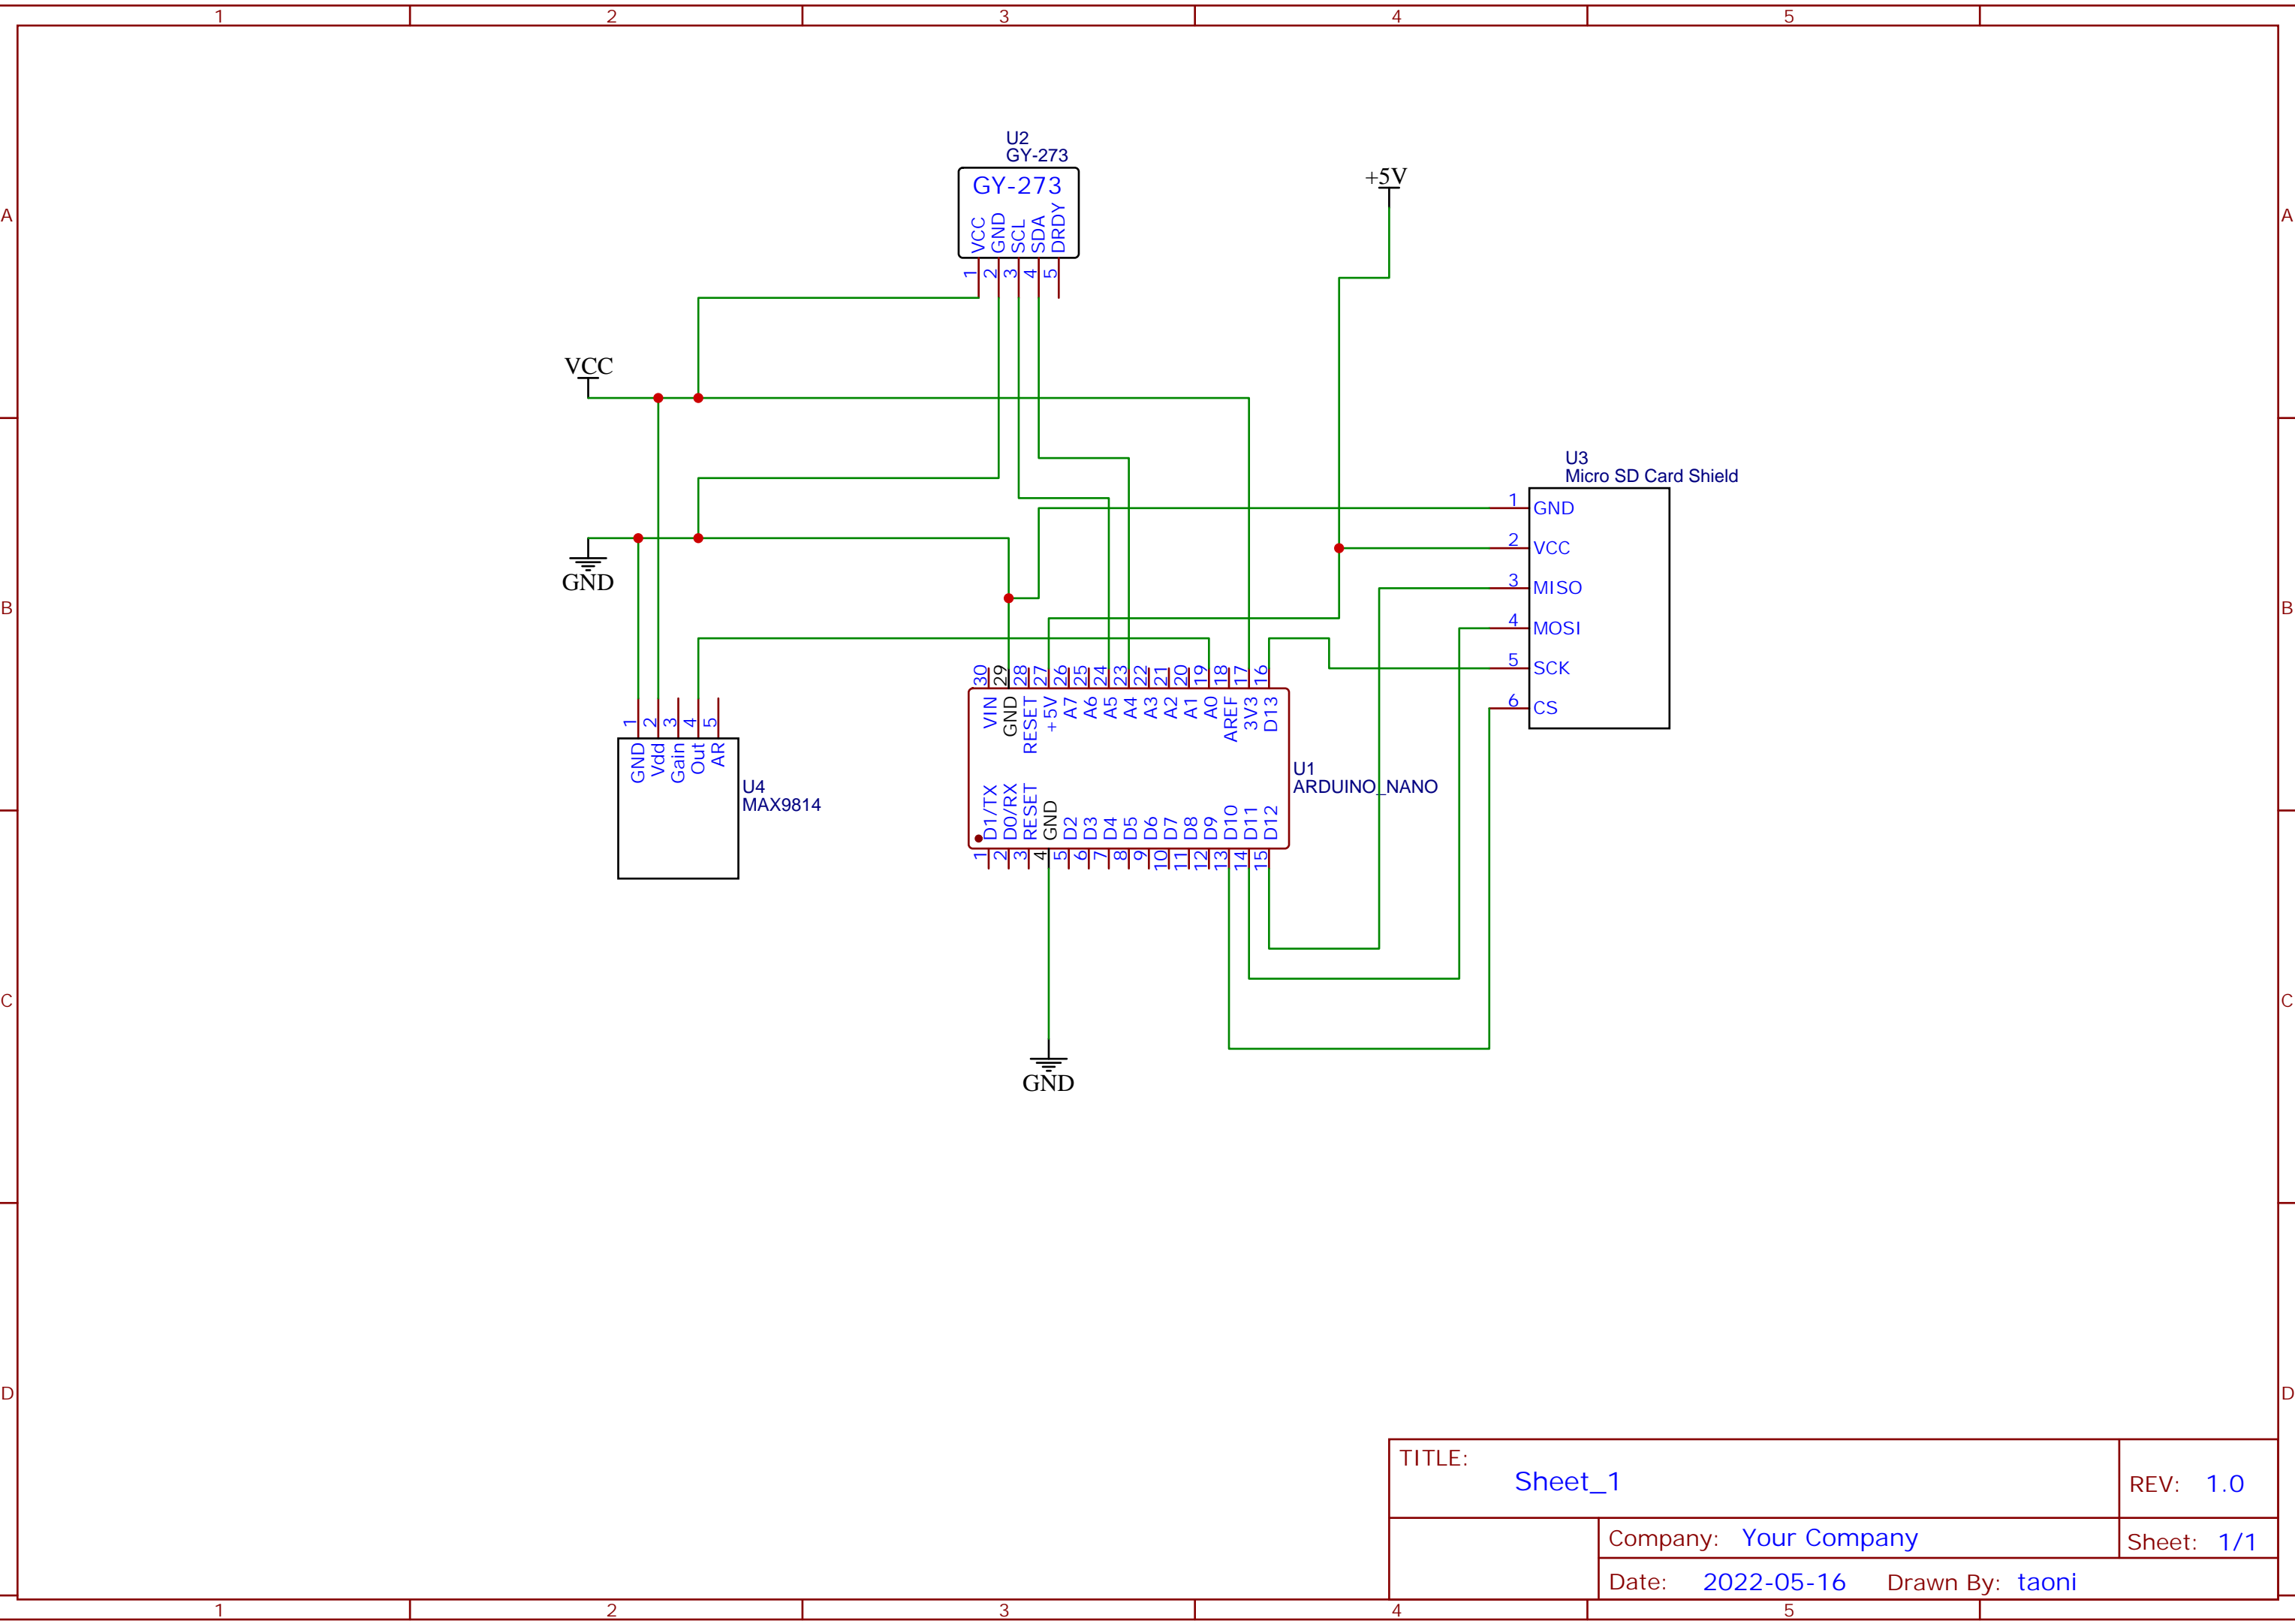 1 2 3 4 5
A A
B B
C C
D D
U2
GY-273
GY-273
VCC GND SCL SDA DRDY
1 2 3 4 5
+5V
VCC
GND
U3
Micro SD Card Shield
1 GND
2 VCC
3 MISO
4 MOSI
5 SCK
6 CS
1 2 3 4 5
GND Vdd Gain Out AR
U4
MAX9814
30 29 28 27 26 25 24 23 22 21 20 19 18 17 16
VIN GND RESET +5V A7 A6 A5 A4 A3 A2 A1 A0 AREF 3V3 D13
U1
ARDUINO_NANO
D1/TX D0/RX RESET GND D2 D3 D4 D5 D6 D7 D8 D9 D10 D11 D12
1 2 3 4 5 6 7 8 9 10 11 12 13 14 15
GND
TITLE:
Sheet_1
REV: 1.0
Company: Your Company
Sheet: 1/1
Date: 2022-05-16 Drawn By: taoni
1 2 3 4 5